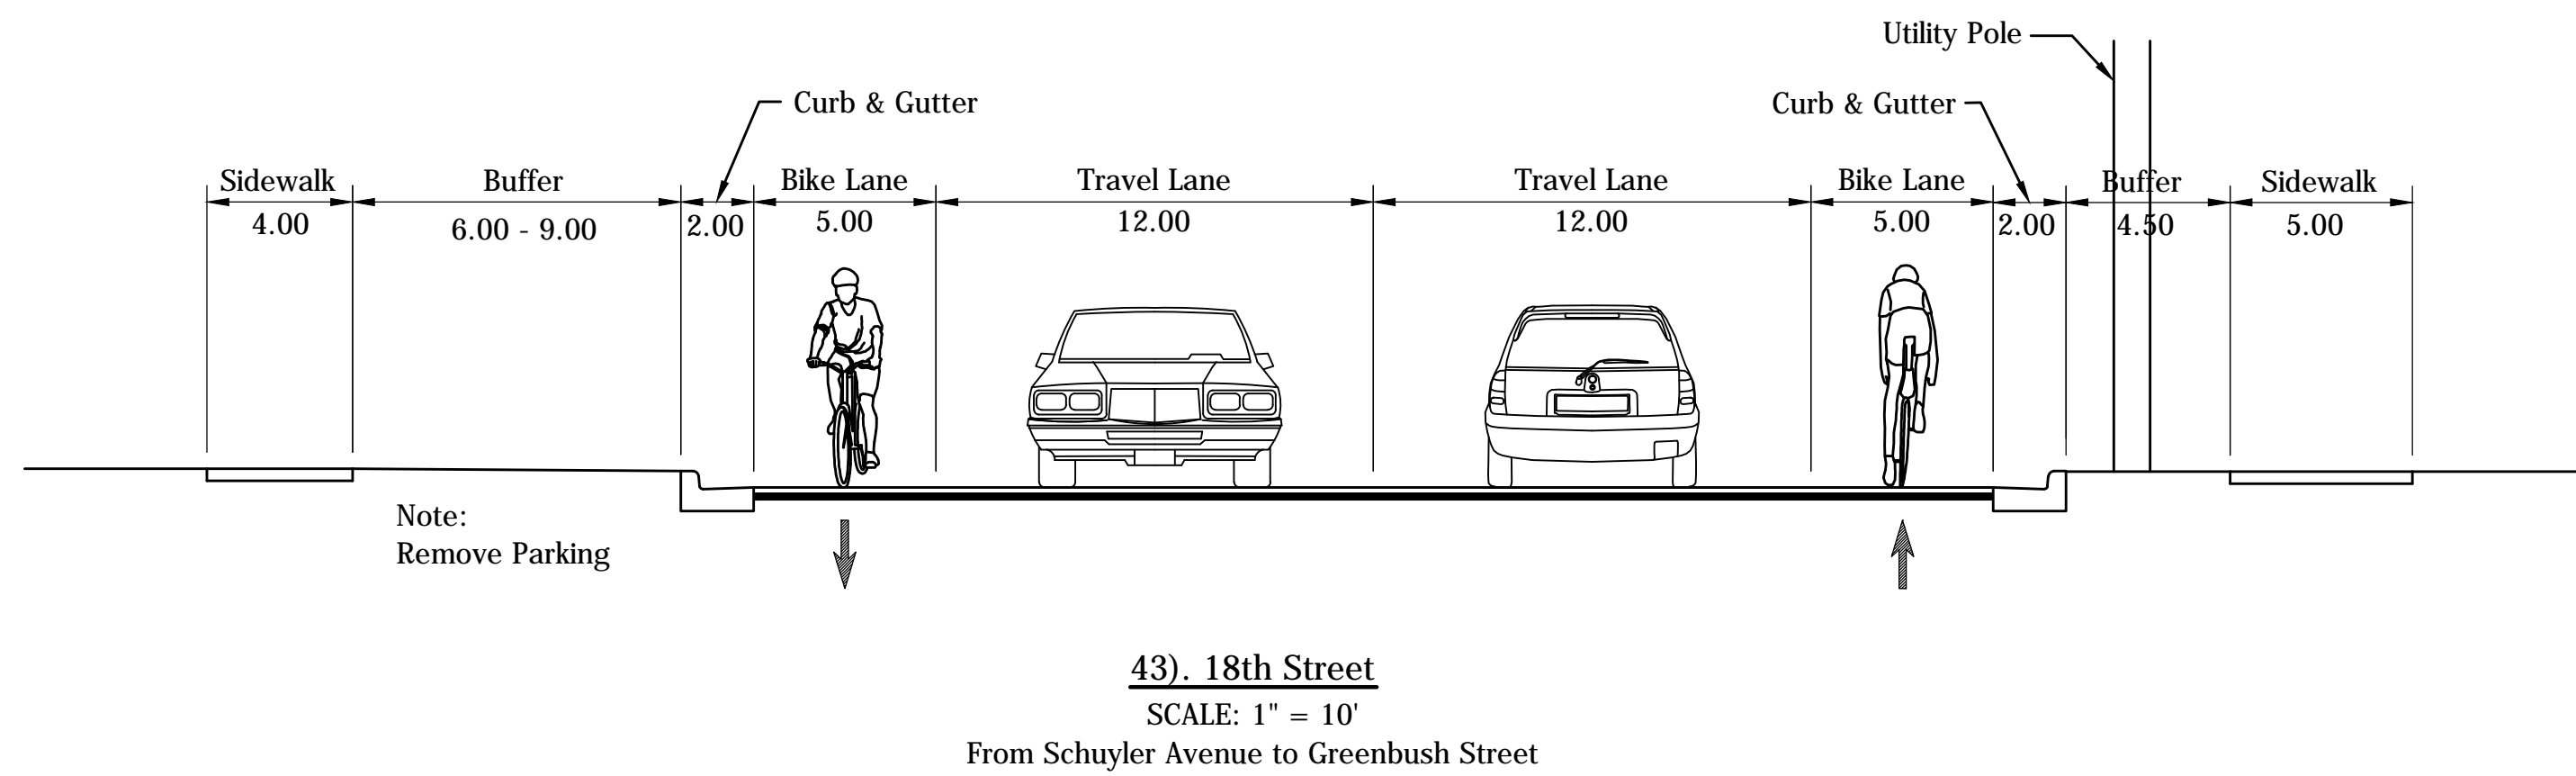 Utility Pole
Curb & Gutter
Curb & Gutter
Sidewalk Buffer Bike Lane Travel Lane Travel Lane Bike Lane Buffer Sidewalk
4.00 6.00 - 9.00 2.00 5.00 12.00 12.00 5.00 2.00 4.50 5.00
Note:
Remove Parking
43). 18th Street
SCALE: 1" = 10'
From Schuyler Avenue to Greenbush Street